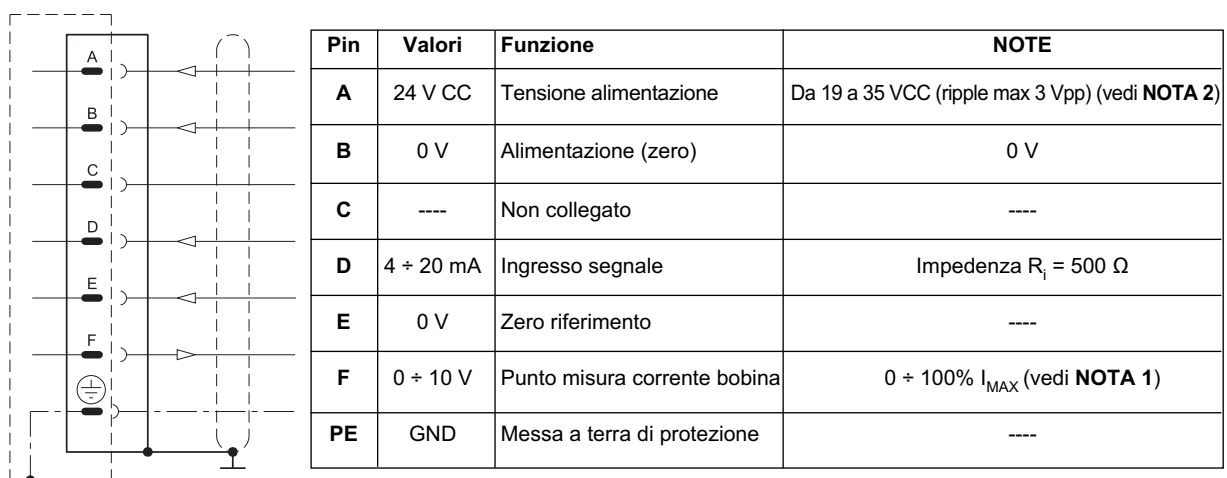 A
B
C
D
E
F
Pin Valori Funzione NOTE
A 24 V CC Tensione alimentazione Da 19 a 35 VCC (ripple max 3 Vpp) (vedi NOTA 2)
B 0 V Alimentazione (zero) 0 V
C ---- Non collegato ----
D 4 ÷ 20 mA Ingresso segnale Impedenza Ri = 500 Ω
E 0 V Zero riferimento ----
F 0 ÷ 10 V Punto misura corrente bobina 0 ÷ 100% IMAX (vedi NOTA 1)
PE GND Messa a terra di protezione ----